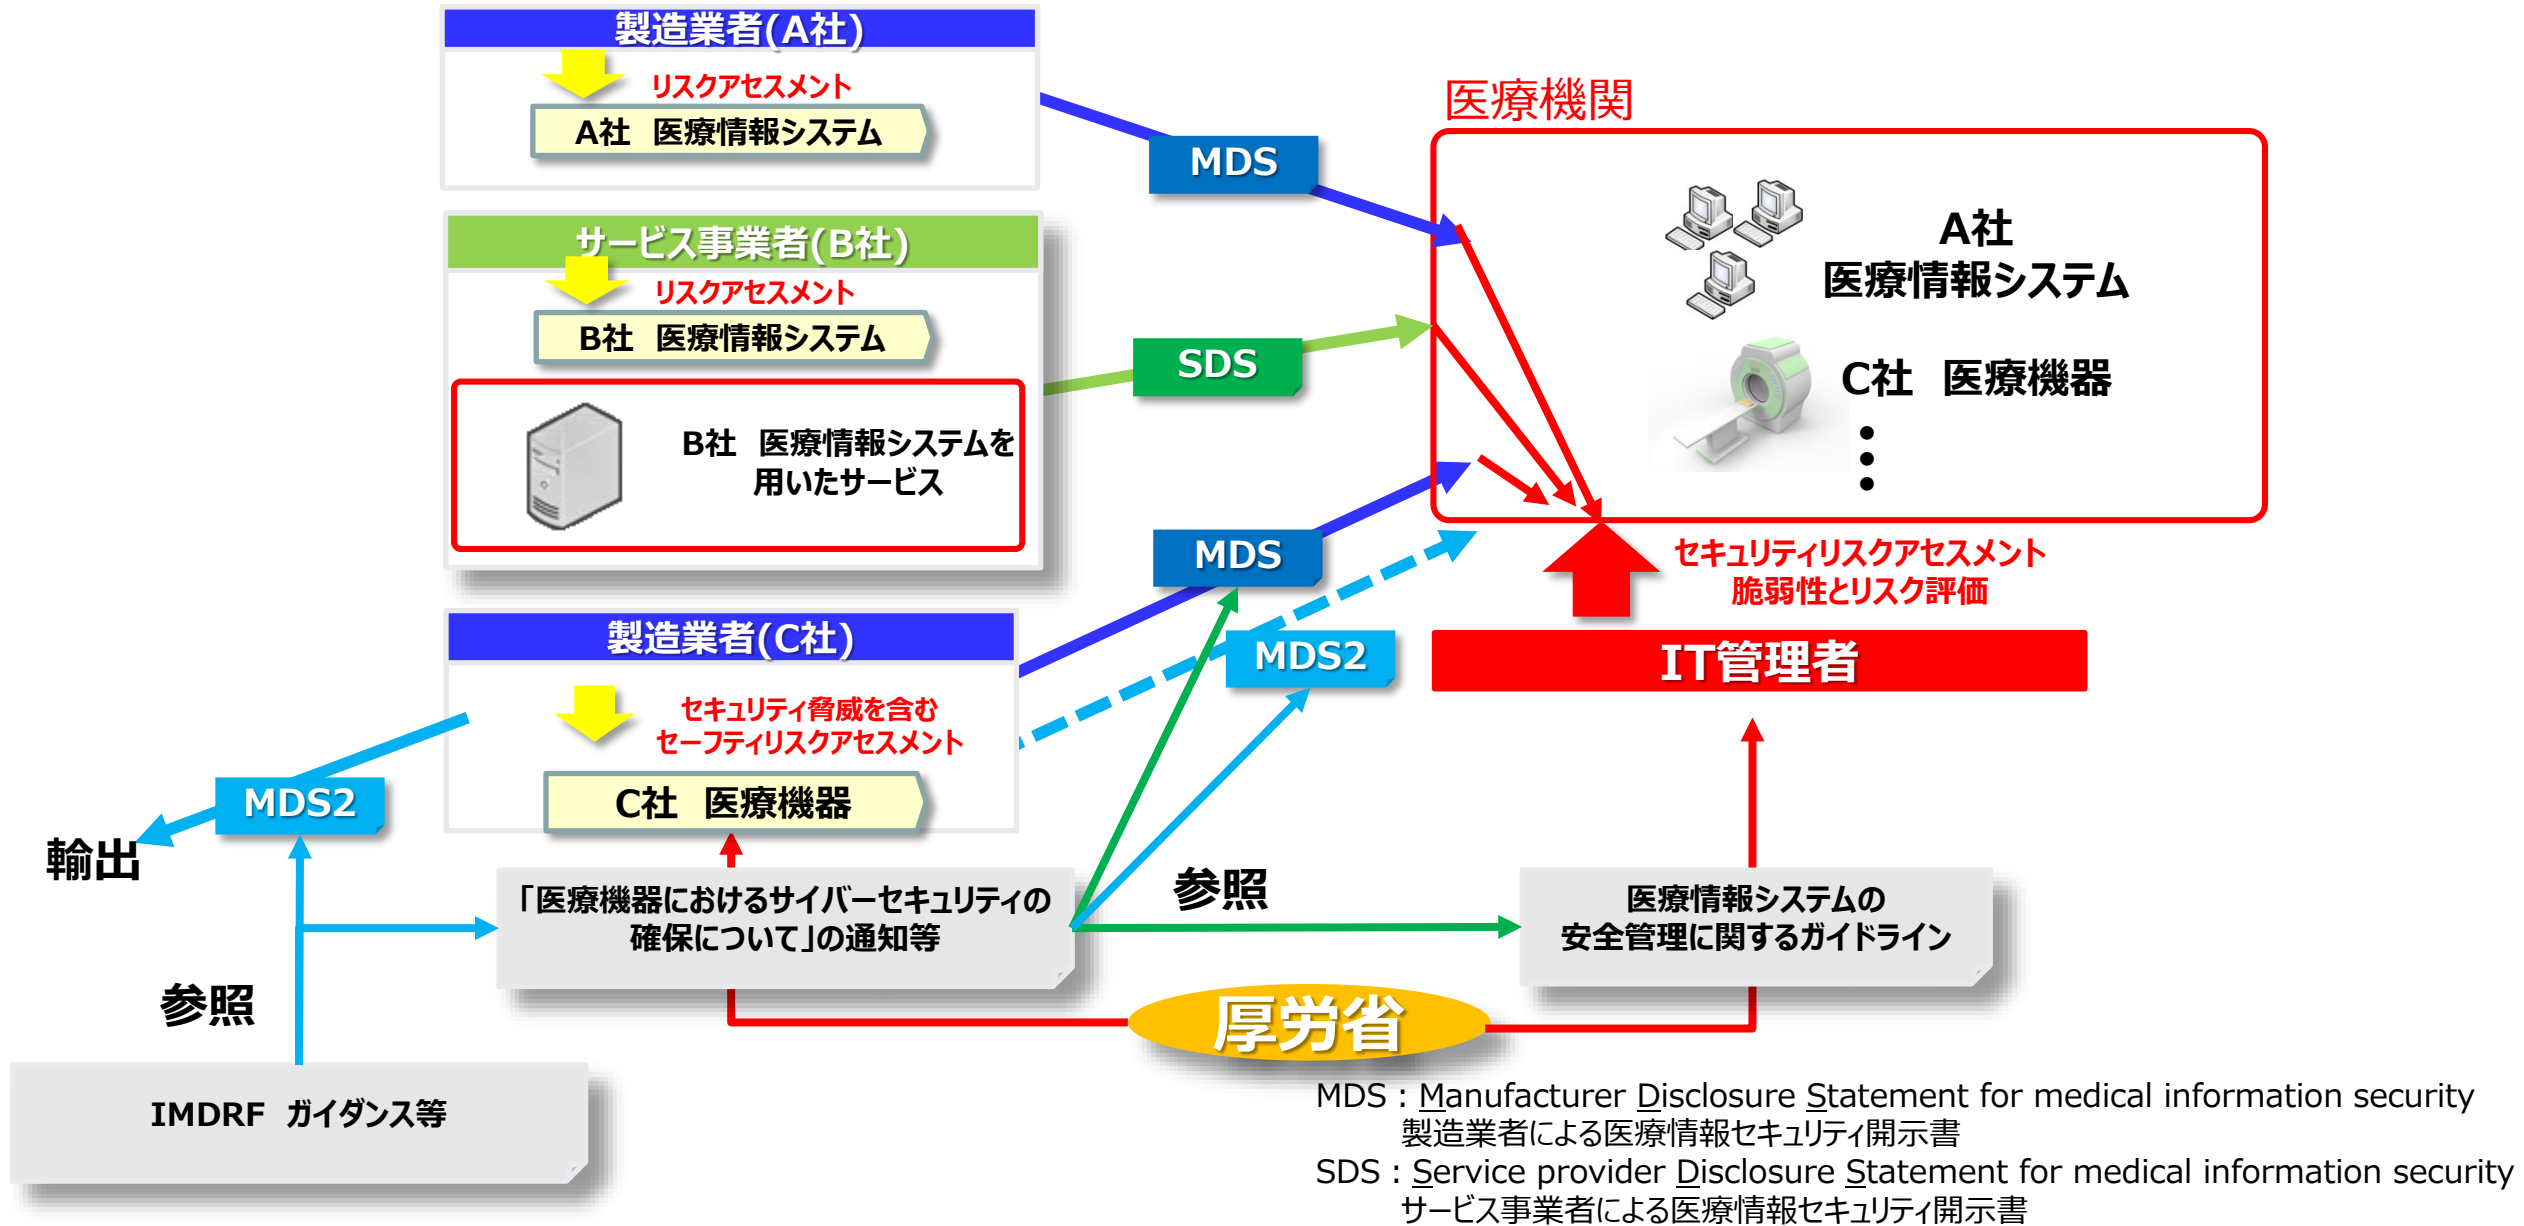 製造業者(A社)
リスクアセスメント
A社 医療情報システム
MDS
サービス事業者(B社)
リスクアセスメント
B社 医療情報システム
SDS
B社 医療情報システムを
用いたサービス
医療機関
A社
医療情報システム
C社 医療機器
MDS
セキュリティリスクアセスメント
脆弱性とリスク評価
製造業者(C社)
MDS2
IT管理者
セキュリティ脅威を含む
セーフティリスクアセスメント
C社 医療機器
MDS2
輸出
「医療機器におけるサイバーセキュリティの
確保について」の通知等
参照
医療情報システムの
安全管理に関するガイドライン
参照
厚労省
IMDRF ガイダンス等
MDS：Manufacturer Disclosure Statement for medical information security
製造業者による医療情報セキュリティ開示書
SDS：Service provider Disclosure Statement for medical information security
サービス事業者による医療情報セキュリティ開示書